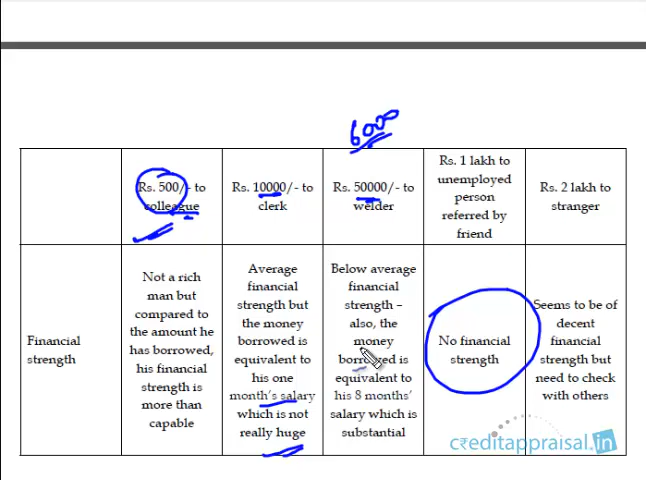 6000
Rs. 500/- to
colleague
Rs. 10000/- to
clerk
Rs. 50000/- to
welder
Rs. 1 lakh to
unemployed
person
referred by
friend
Rs. 2 lakh to
stranger
Financial
strength
Not a rich
man but
compared to
the amount he
has borrowed,
his financial
strength is
more than
capable
Average
financial
strength but
the money
borrowed is
equivalent to
his one
month's salary
which is not
really huge
Below average
financial
strength –
also, the
money
borrowed is
equivalent to
his 8 months'
salary which is
substantial
No financial
strength
Seems to be of
decent
financial
strength but
need to check
with others
creditappraisal.in